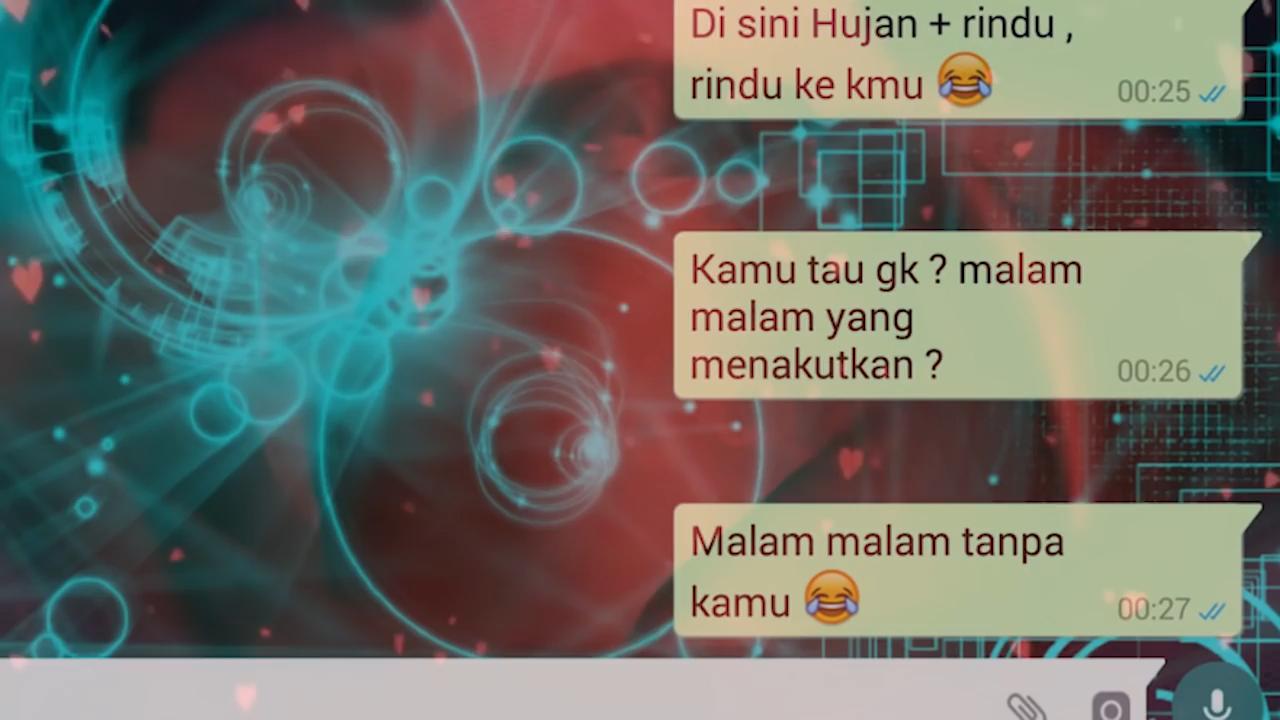 Di sini Hujan + rindu ,
rindu ke kmu 😂
00:25
Kamu tau gk ? malam
malam yang
menakutkan ?
00:26
Malam malam tanpa
kamu 😂
00:27